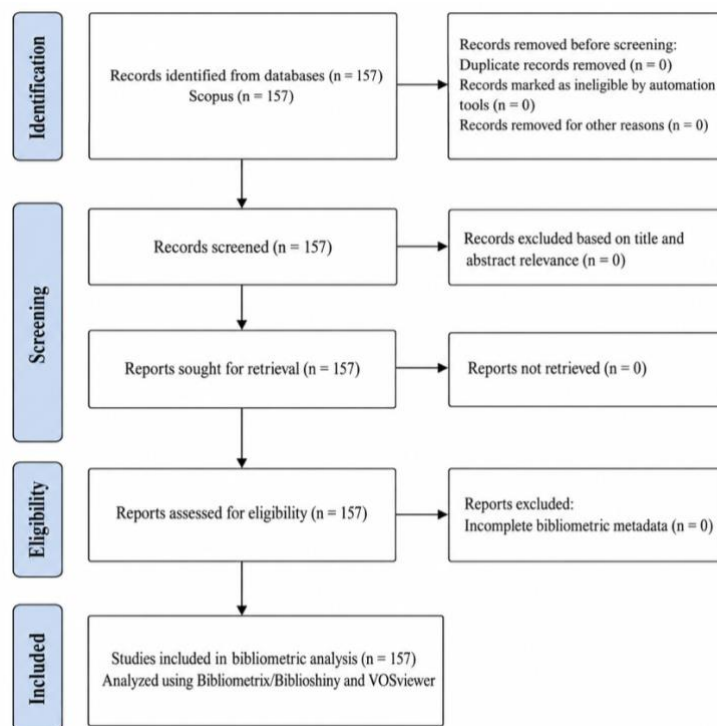 Identification
Records identified from databases (n = 157)
Scopus (n = 157)
Records removed before screening:
Duplicate records removed (n = 0)
Records marked as ineligible by automation
tools (n = 0)
Records removed for other reasons (n = 0)
Screening
Records screened (n = 157)
Records excluded based on title and
abstract relevance (n = 0)
Reports sought for retrieval (n = 157)
Reports not retrieved (n = 0)
Eligibility
Reports assessed for eligibility (n = 157)
Reports excluded:
Incomplete bibliometric metadata (n = 0)
Included
Studies included in bibliometric analysis (n = 157)
Analyzed using Bibliometrix/Biblioshiny and VOSviewer